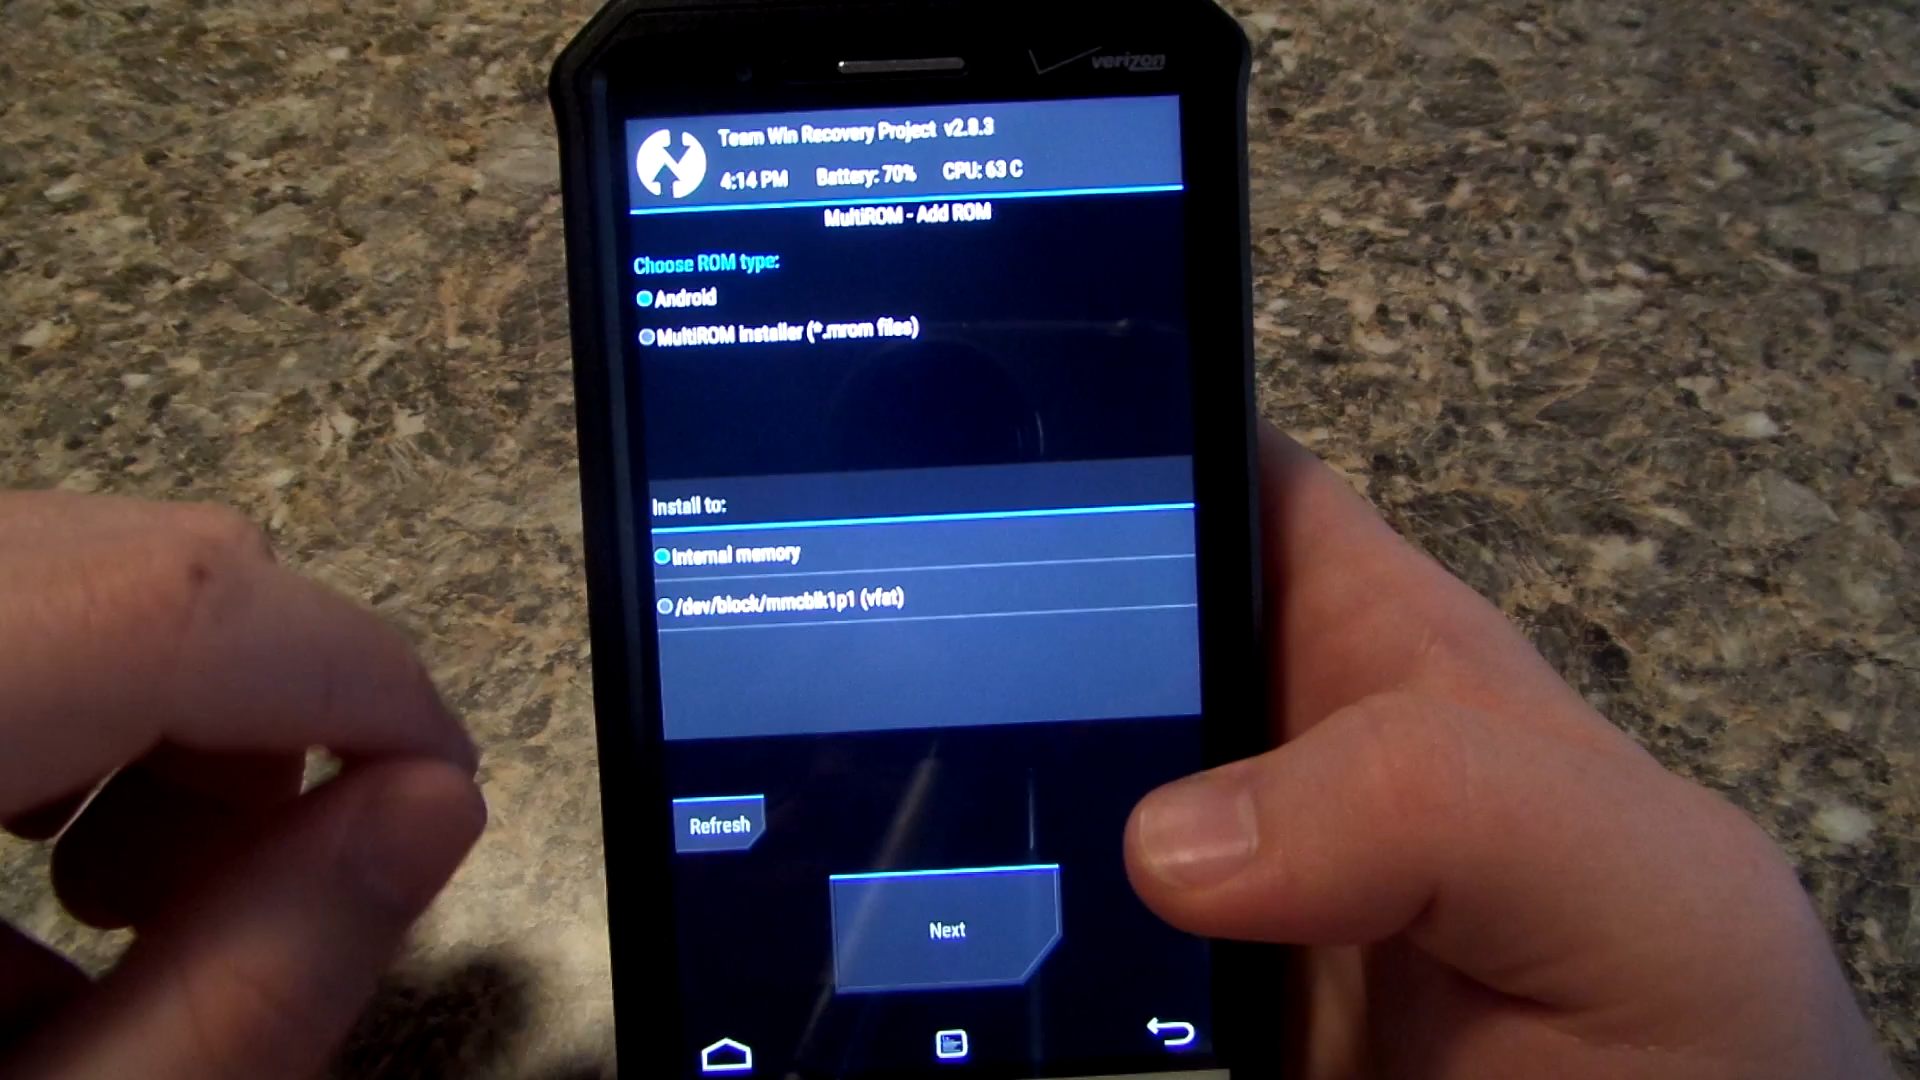 verizon
Team Win Recovery Project v2.8.3
4:14 PM Battery: 70% CPU: 63 C
MultiROM - Add ROM
Choose ROM type:
Android
MultiROM installer (*.mrom files)
Install to:
Internal memory
/dev/block/mmcblk1p1 (vfat)
Refresh
Next